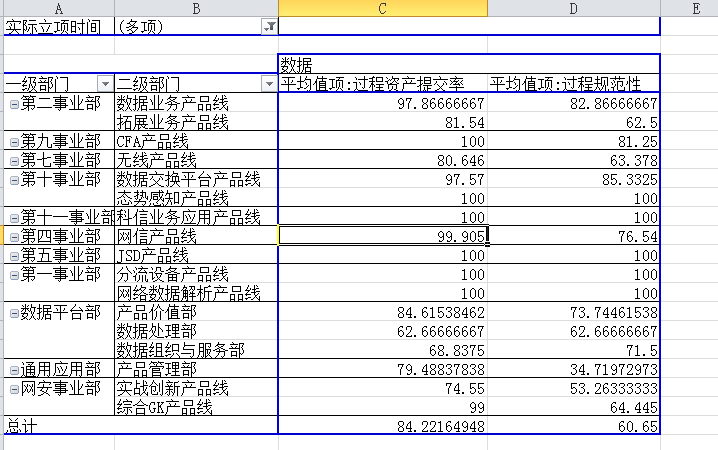 A B C D E
实际立项时间 (多项)
数据
一级部门 二级部门 平均值项:过程资产提交率 平均值项:过程规范性
第二事业部 数据业务产品线 97.86666667 82.86666667
拓展业务产品线 81.54 62.5
第九事业部 CFA产品线 100 81.25
第七事业部 无线产品线 80.646 63.378
第十事业部 数据交换平台产品线 97.57 85.3325
态势感知产品线 100 100
第十一事业部 科信业务应用产品线 100 100
第四事业部 网信产品线 99.905 76.54
第五事业部 JSD产品线 100 100
第一事业部 分流设备产品线 100 100
网络数据解析产品线 100 100
数据平台部 产品价值部 84.61538462 73.74461538
数据处理部 62.66666667 62.66666667
数据组织与服务部 68.8375 71.5
通用应用部 产品管理部 79.48837838 34.71972973
网安事业部 实战创新产品线 74.55 53.26333333
综合GK产品线 99 64.445
总计 84.22164948 60.65